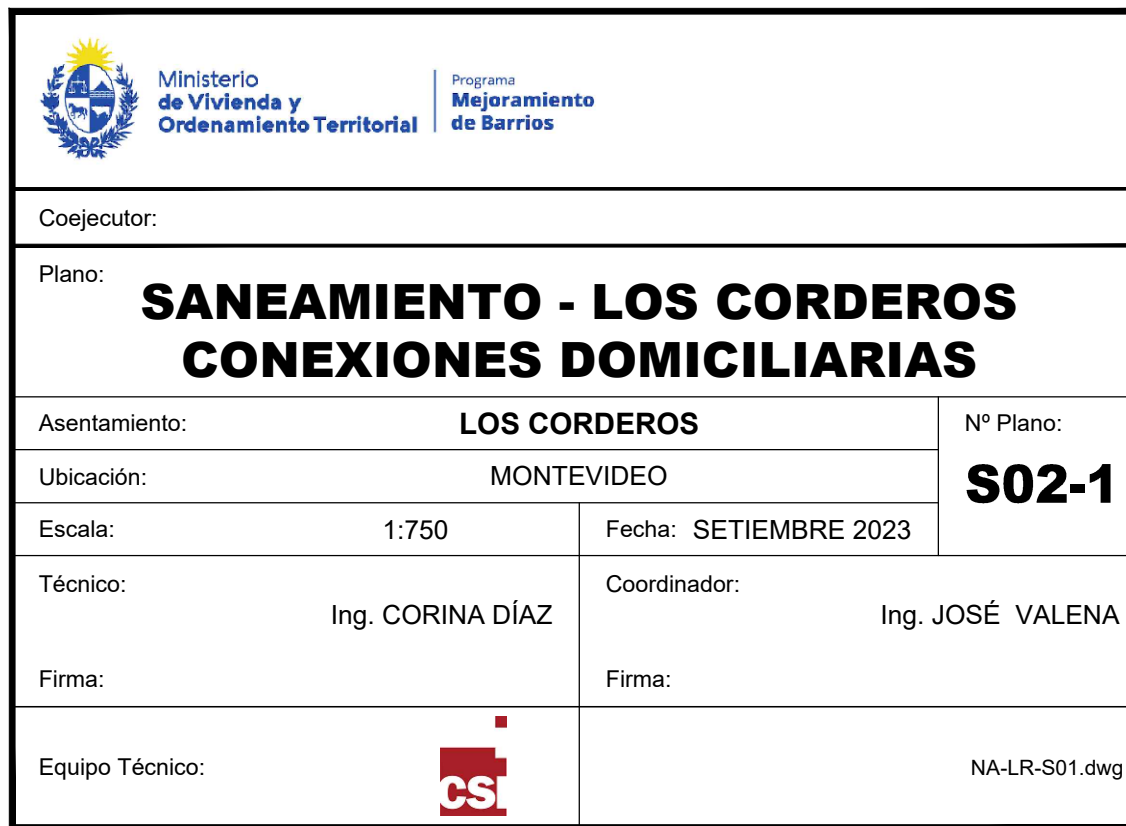 Ministerio
de Vivienda y
Ordenamiento Territorial
Programa
Mejoramiento
de Barrios
Coejecutor:
Plano:
SANEAMIENTO - LOS CORDEROS
CONEXIONES DOMICILIARIAS
Asentamiento: LOS CORDEROS
Nº Plano:
Ubicación: MONTEVIDEO
S02-1
Escala: 1:750
Fecha: SETIEMBRE 2023
Técnico:
Ing. CORINA DÍAZ
Firma:
Coordinador:
Ing. JOSÉ VALENA
Firma:
Equipo Técnico:
csi
NA-LR-S01.dwg